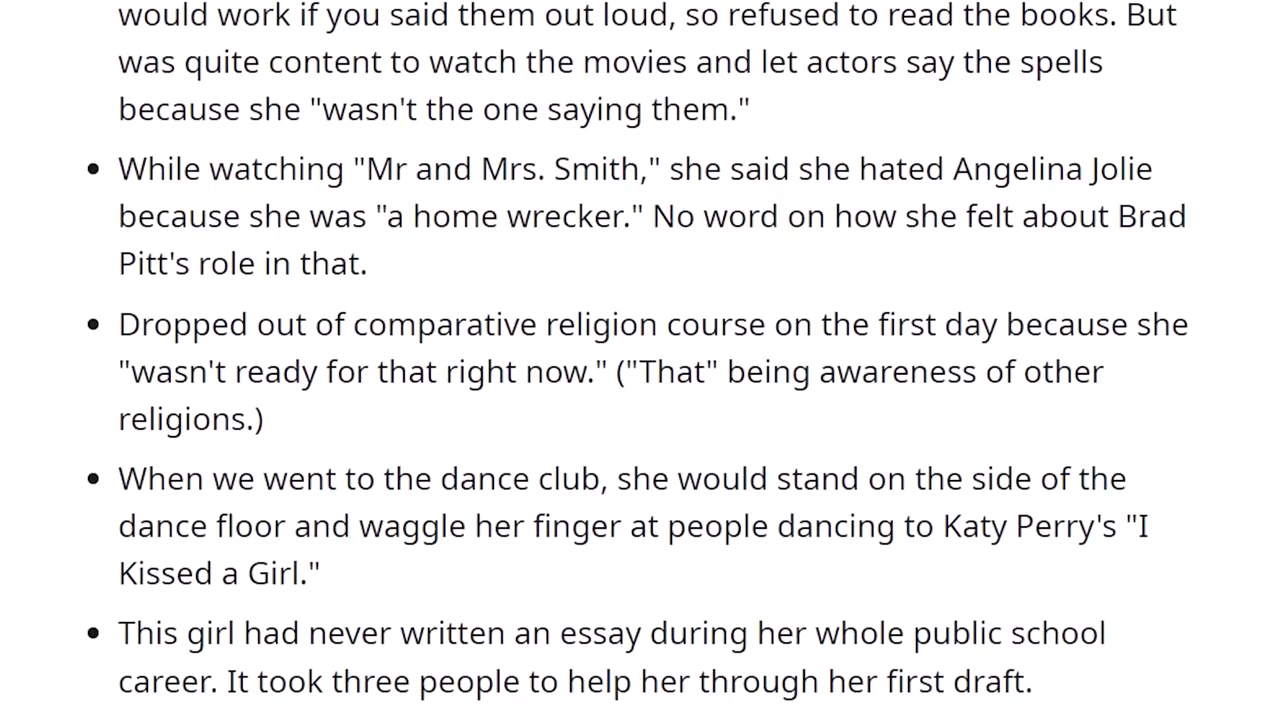 would work if you said them out loud, so refused to read the books. But
was quite content to watch the movies and let actors say the spells
because she "wasn't the one saying them."
• While watching "Mr and Mrs. Smith," she said she hated Angelina Jolie
because she was "a home wrecker." No word on how she felt about Brad
Pitt's role in that.
• Dropped out of comparative religion course on the first day because she
"wasn't ready for that right now." ("That" being awareness of other
religions.)
• When we went to the dance club, she would stand on the side of the
dance floor and waggle her finger at people dancing to Katy Perry's "I
Kissed a Girl."
• This girl had never written an essay during her whole public school
career. It took three people to help her through her first draft.